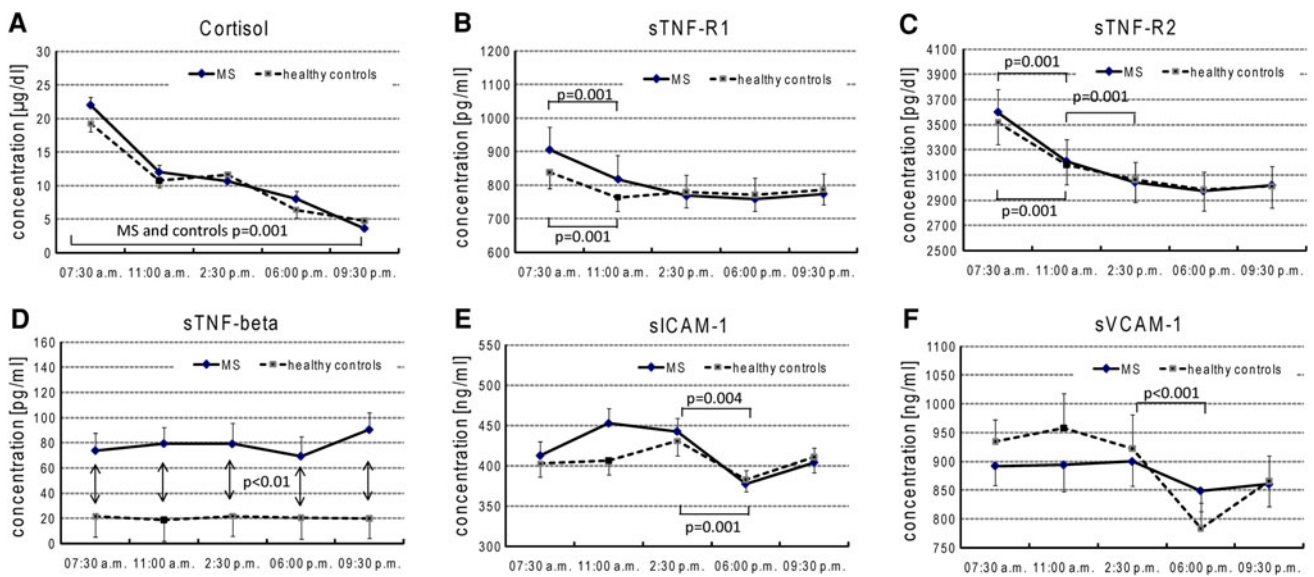 A
Cortisol
concentration [µg/dl]
30
25
20
15
10
5
0
MS
healthy controls
MS and controls p=0.001
07:30 a.m. 11:00 a.m. 2:30 p.m. 06:00 p.m. 09:30 p.m.
B
sTNF-R1
concentration [pg/ml]
1200
1100
1000
900
800
700
600
MS
healthy controls
p=0.001
p=0.001
07:30 a.m. 11:00 a.m. 2:30 p.m. 06:00 p.m. 09:30 p.m.
C
sTNF-R2
concentration [pg/dl]
4100
3900
3700
3500
3300
3100
2900
2700
2500
MS
healthy controls
p=0.001
p=0.001
p=0.001
07:30 a.m. 11:00 a.m. 2:30 p.m. 06:00 p.m. 09:30 p.m.
D
sTNF-beta
concentration [pg/ml]
160
140
120
100
80
60
40
20
0
MS
healthy controls
p<0.01
07:30 a.m. 11:00 a.m. 2:30 p.m. 06:00 p.m. 09:30 p.m.
E
sICAM-1
concentration [ng/ml]
550
500
450
400
350
300
MS
healthy controls
p=0.004
p=0.001
07:30 a.m. 11:00 a.m. 2:30 p.m. 06:00 p.m. 09:30 p.m.
F
sVCAM-1
concentration [ng/ml]
1100
1050
1000
950
900
850
800
750
MS
healthy controls
p<0.001
07:30 a.m. 11:00 a.m. 2:30 p.m. 06:00 p.m. 09:30 p.m.